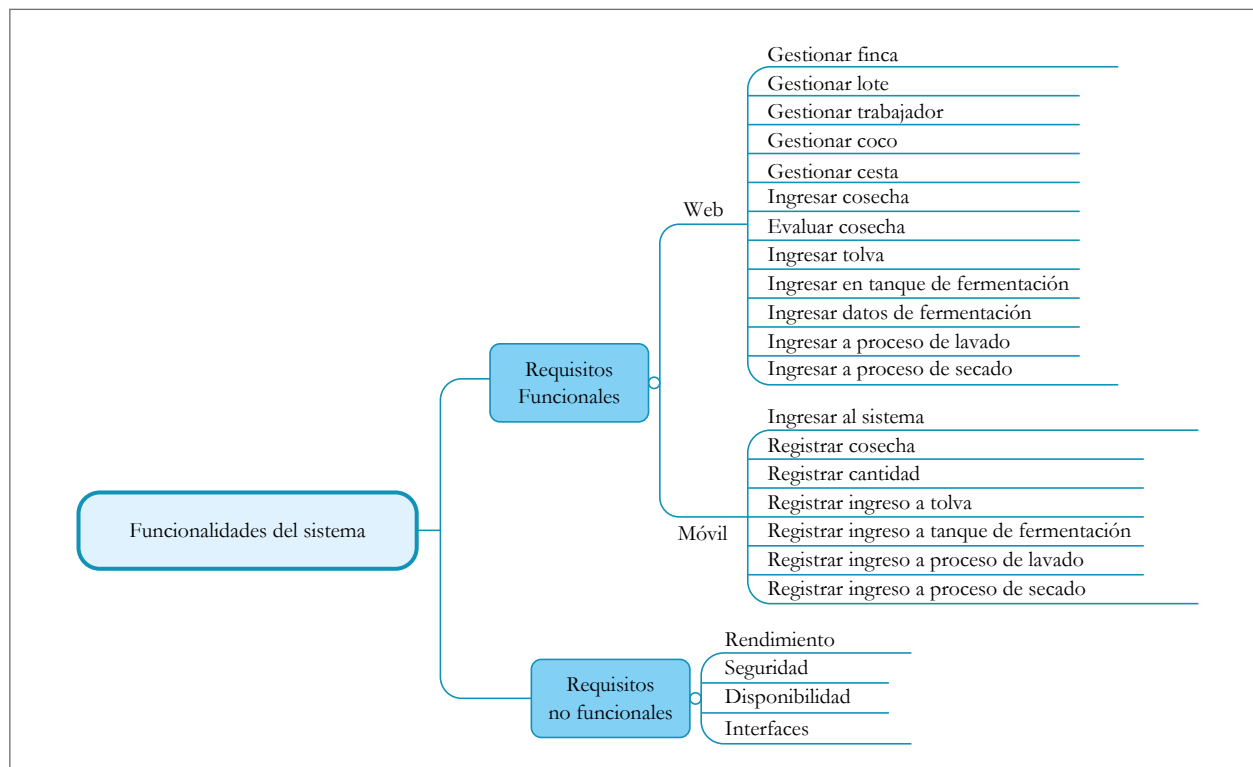 Funcionalidades del sistema
Requisitos
Funcionales
Web
Gestionar finca
Gestionar lote
Gestionar trabajador
Gestionar coco
Gestionar cesta
Ingresar cosecha
Evaluar cosecha
Ingresar tolva
Ingresar en tanque de fermentación
Ingresar datos de fermentación
Ingresar a proceso de lavado
Ingresar a proceso de secado
Móvil
Ingresar al sistema
Registrar cosecha
Registrar cantidad
Registrar ingreso a tolva
Registrar ingreso a tanque de fermentación
Registrar ingreso a proceso de lavado
Registrar ingreso a proceso de secado
Requisitos
no funcionales
Rendimiento
Seguridad
Disponibilidad
Interfaces